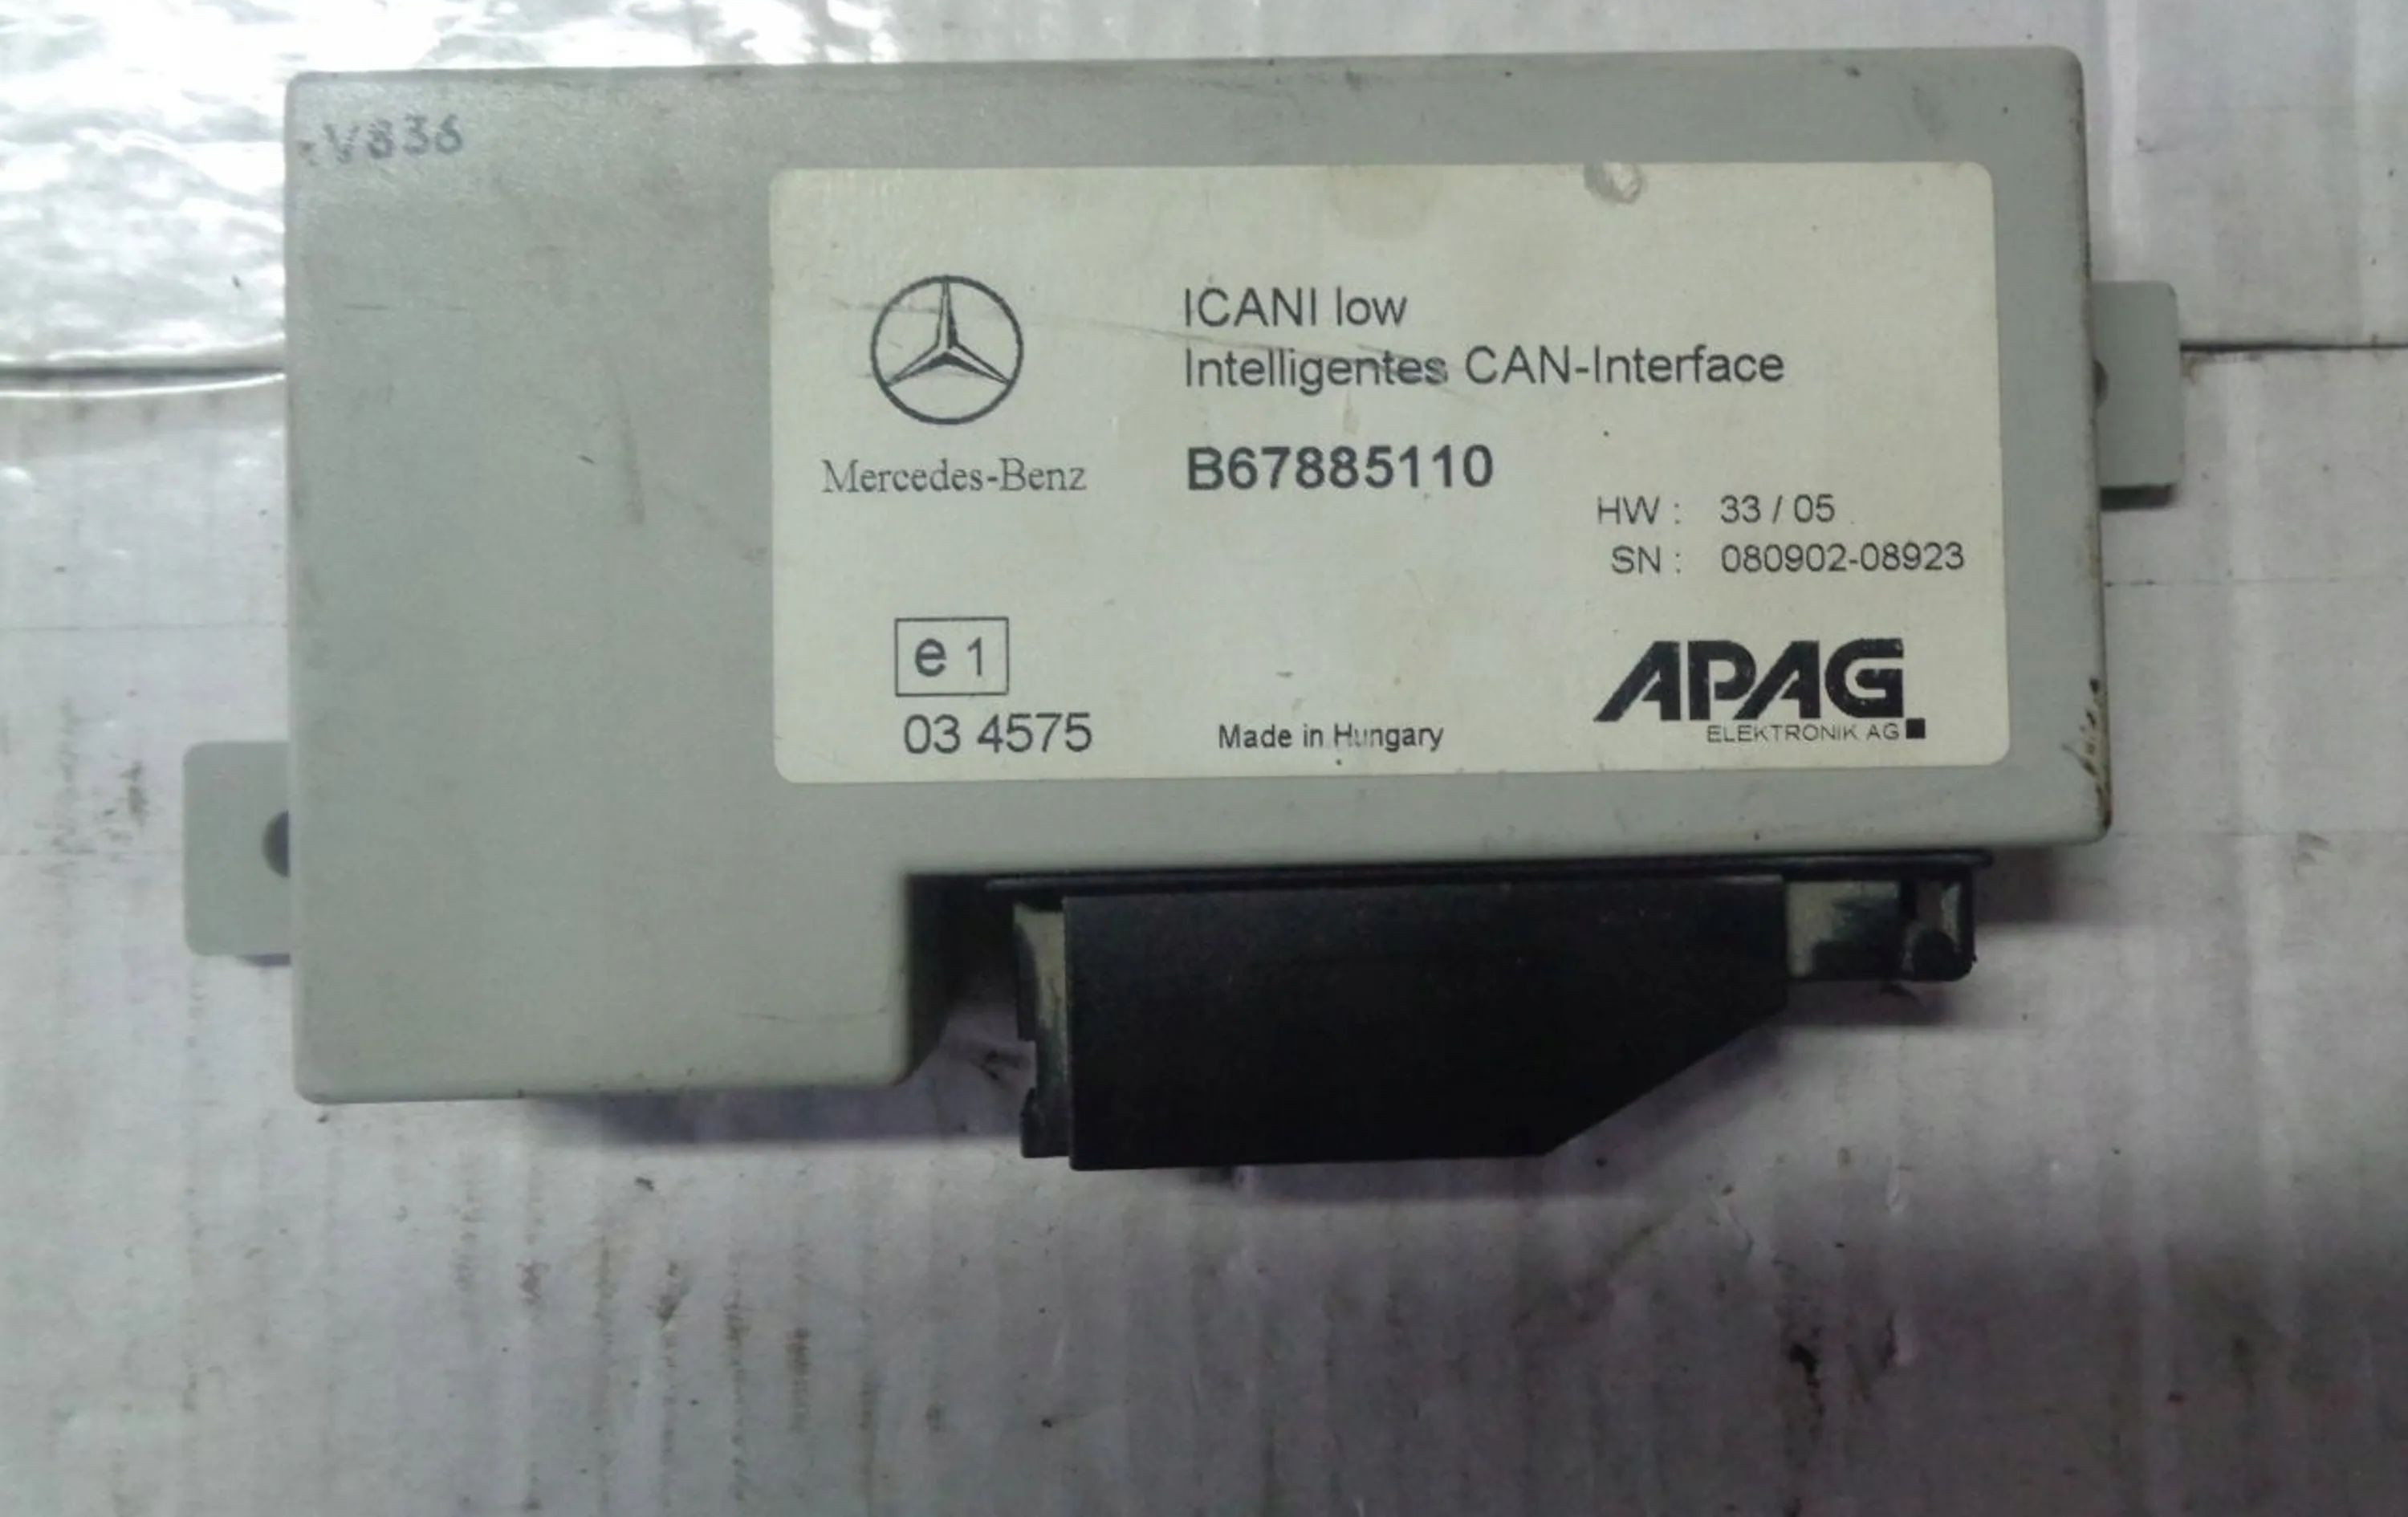 V836
ICANI low
Intelligentes CAN-Interface
Mercedes-Benz
B67885110
HW : 33 / 05
SN : 080902-08923
e 1
03 4575
Made in Hungary
APAG
ELEKTRONIK AG